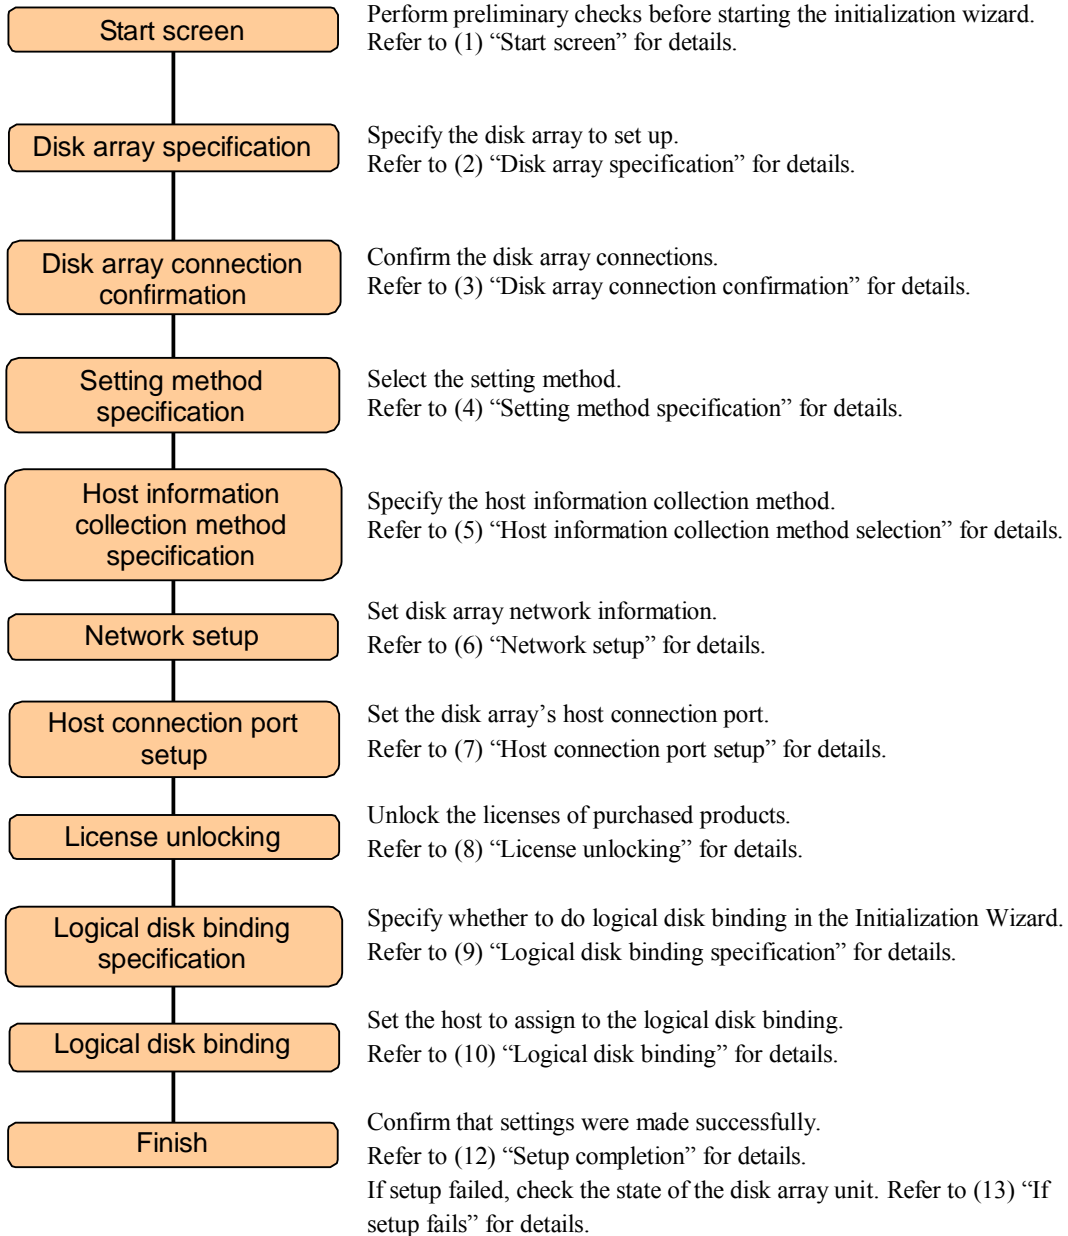 Start screen
Perform preliminary checks before starting the initialization wizard.
Refer to (1) “Start screen” for details.
Disk array specification
Specify the disk array to set up.
Refer to (2) “Disk array specification” for details.
Disk array connection
confirmation
Confirm the disk array connections.
Refer to (3) “Disk array connection confirmation” for details.
Setting method
specification
Select the setting method.
Refer to (4) “Setting method specification” for details.
Host information
collection method
specification
Specify the host information collection method.
Refer to (5) “Host information collection method selection” for details.
Network setup
Set disk array network information.
Refer to (6) “Network setup” for details.
Host connection port
setup
Set the disk array’s host connection port.
Refer to (7) “Host connection port setup” for details.
License unlocking
Unlock the licenses of purchased products.
Refer to (8) “License unlocking” for details.
Logical disk binding
specification
Specify whether to do logical disk binding in the Initialization Wizard.
Refer to (9) “Logical disk binding specification” for details.
Logical disk binding
Set the host to assign to the logical disk binding.
Refer to (10) “Logical disk binding” for details.
Finish
Confirm that settings were made successfully.
Refer to (12) “Setup completion” for details.
If setup failed, check the state of the disk array unit. Refer to (13) “If
setup fails” for details.